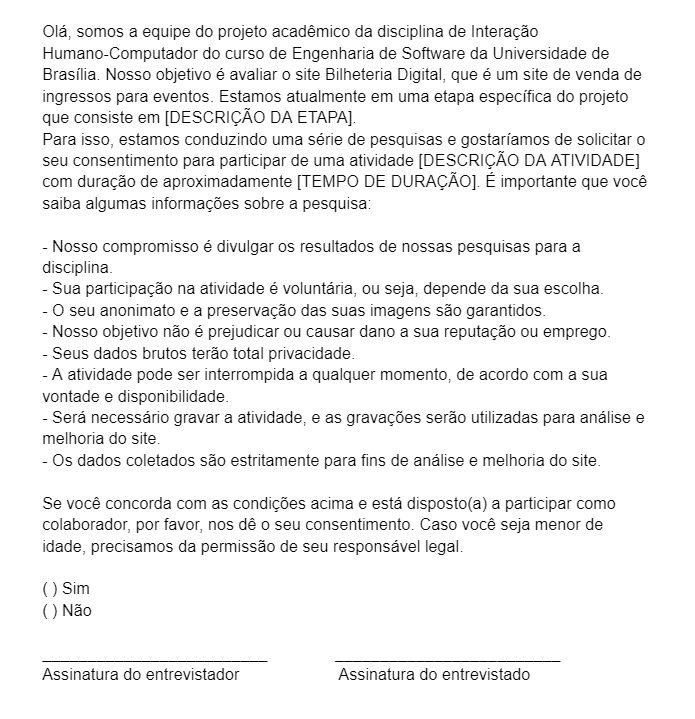 Olá, somos a equipe do projeto acadêmico da disciplina de Interação
Humano-Computador do curso de Engenharia de Software da Universidade de
Brasília. Nosso objetivo é avaliar o site Bilheteria Digital, que é um site de venda de
ingressos para eventos. Estamos atualmente em uma etapa específica do projeto
que consiste em [DESCRIÇÃO DA ETAPA].
Para isso, estamos conduzindo uma série de pesquisas e gostaríamos de solicitar o
seu consentimento para participar de uma atividade [DESCRIÇÃO DA ATIVIDADE]
com duração de aproximadamente [TEMPO DE DURAÇÃO]. É importante que você
saiba algumas informações sobre a pesquisa:
- Nosso compromisso é divulgar os resultados de nossas pesquisas para a
disciplina.
- Sua participação na atividade é voluntária, ou seja, depende da sua escolha.
- O seu anonimato e a preservação das suas imagens são garantidos.
- Nosso objetivo não é prejudicar ou causar dano a sua reputação ou emprego.
- Seus dados brutos terão total privacidade.
- A atividade pode ser interrompida a qualquer momento, de acordo com a sua
vontade e disponibilidade.
- Será necessário gravar a atividade, e as gravações serão utilizadas para análise e
melhoria do site.
- Os dados coletados são estritamente para fins de análise e melhoria do site.
Se você concorda com as condições acima e está disposto(a) a participar como
colaborador, por favor, nos dê o seu consentimento. Caso você seja menor de
idade, precisamos da permissão de seu responsável legal.
( ) Sim
( ) Não
__________________________ __________________________
Assinatura do entrevistador Assinatura do entrevistado